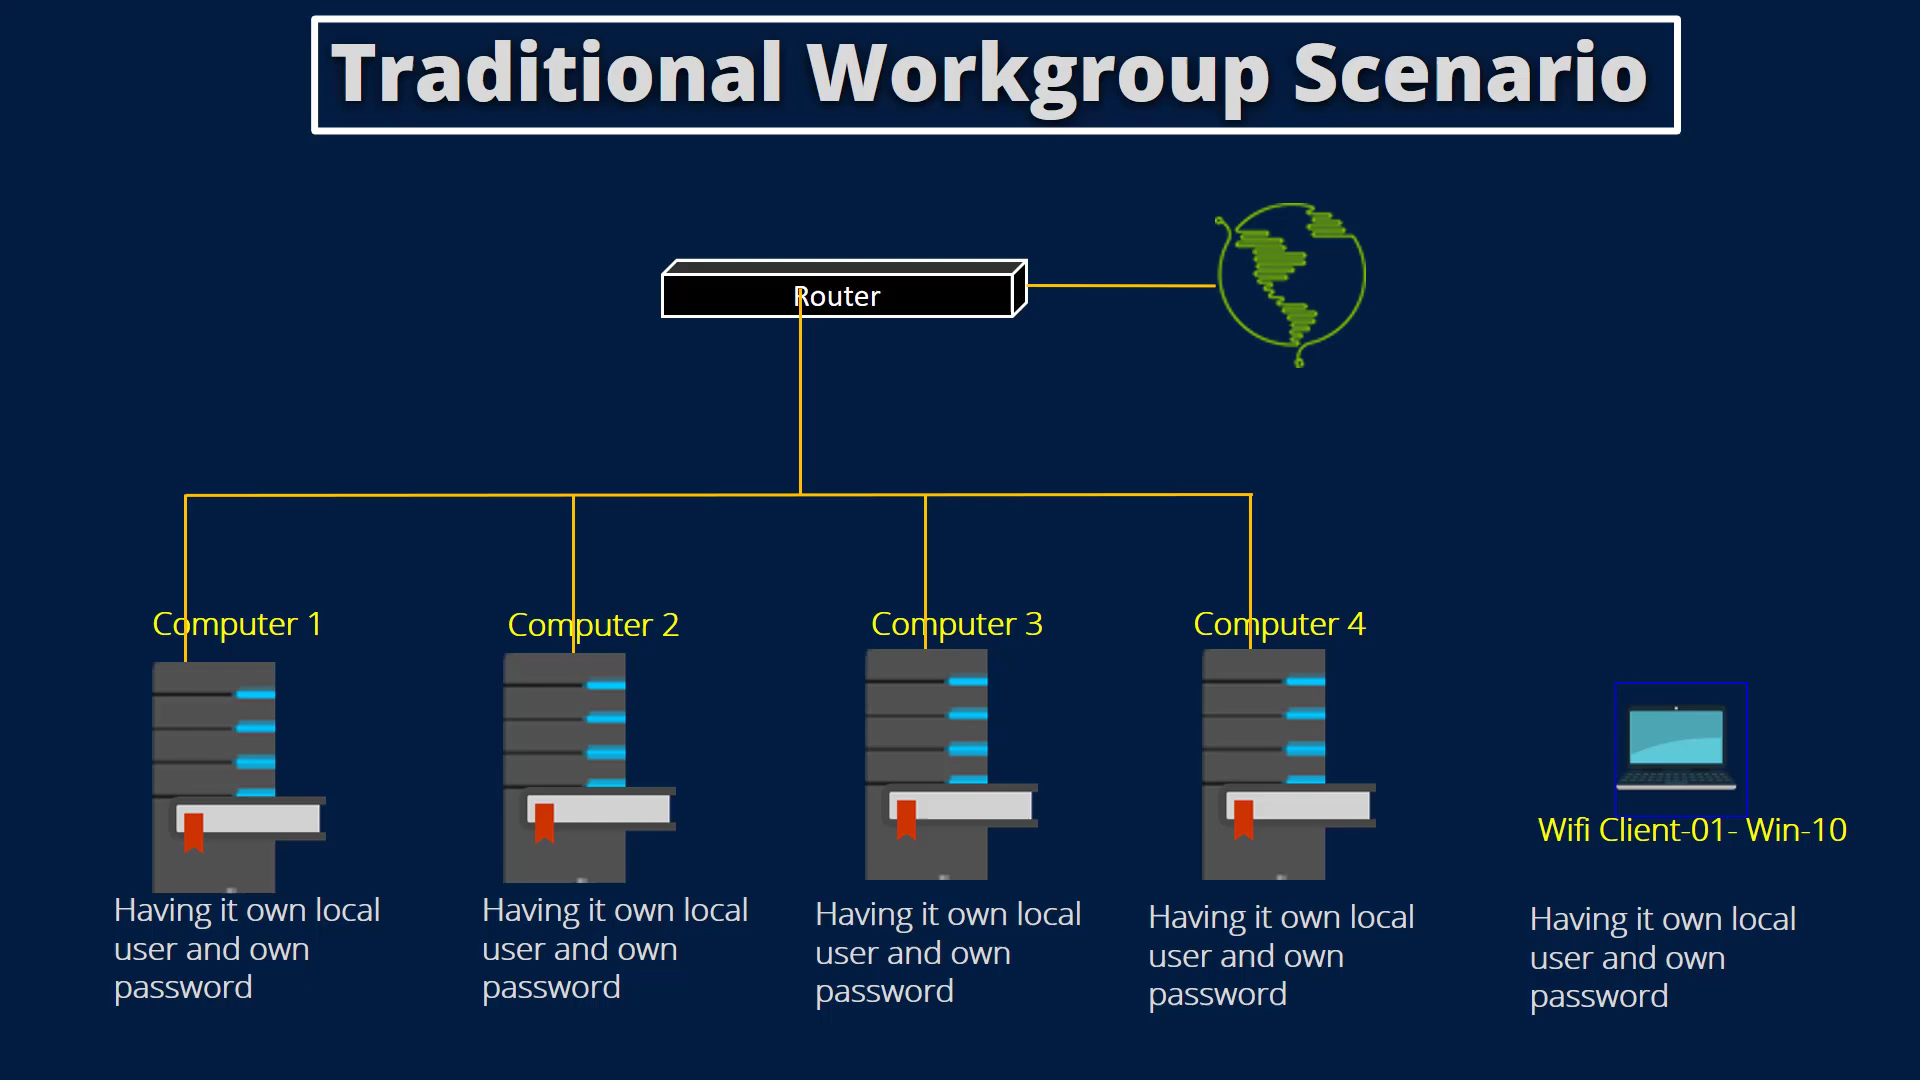 Traditional Workgroup Scenario
Router
Computer 1
Computer 2
Computer 3
Computer 4
Wifi Client-01- Win-10
Having it own local
user and own
password
Having it own local
user and own
password
Having it own local
user and own
password
Having it own local
user and own
password
Having it own local
user and own
password